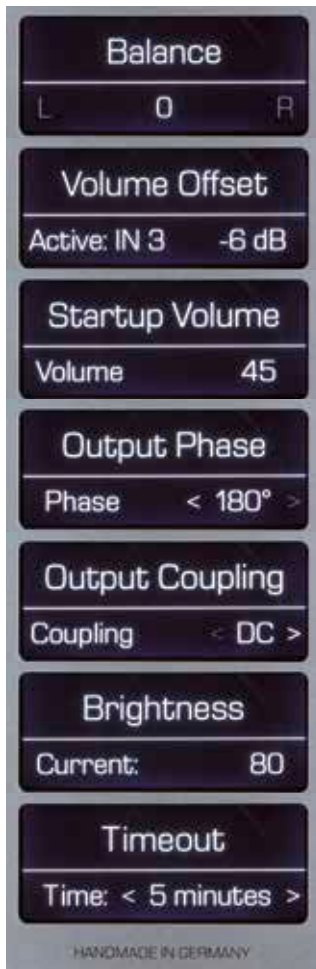 Balance
L 0 R
Volume Offset
Active: IN 3 -6 dB
Startup Volume
Volume 45
Output Phase
Phase < 180° >
Output Coupling
Coupling < DC >
Brightness
Current: 80
Timeout
Time: < 5 minutes >
HANDMADE IN GERMANY